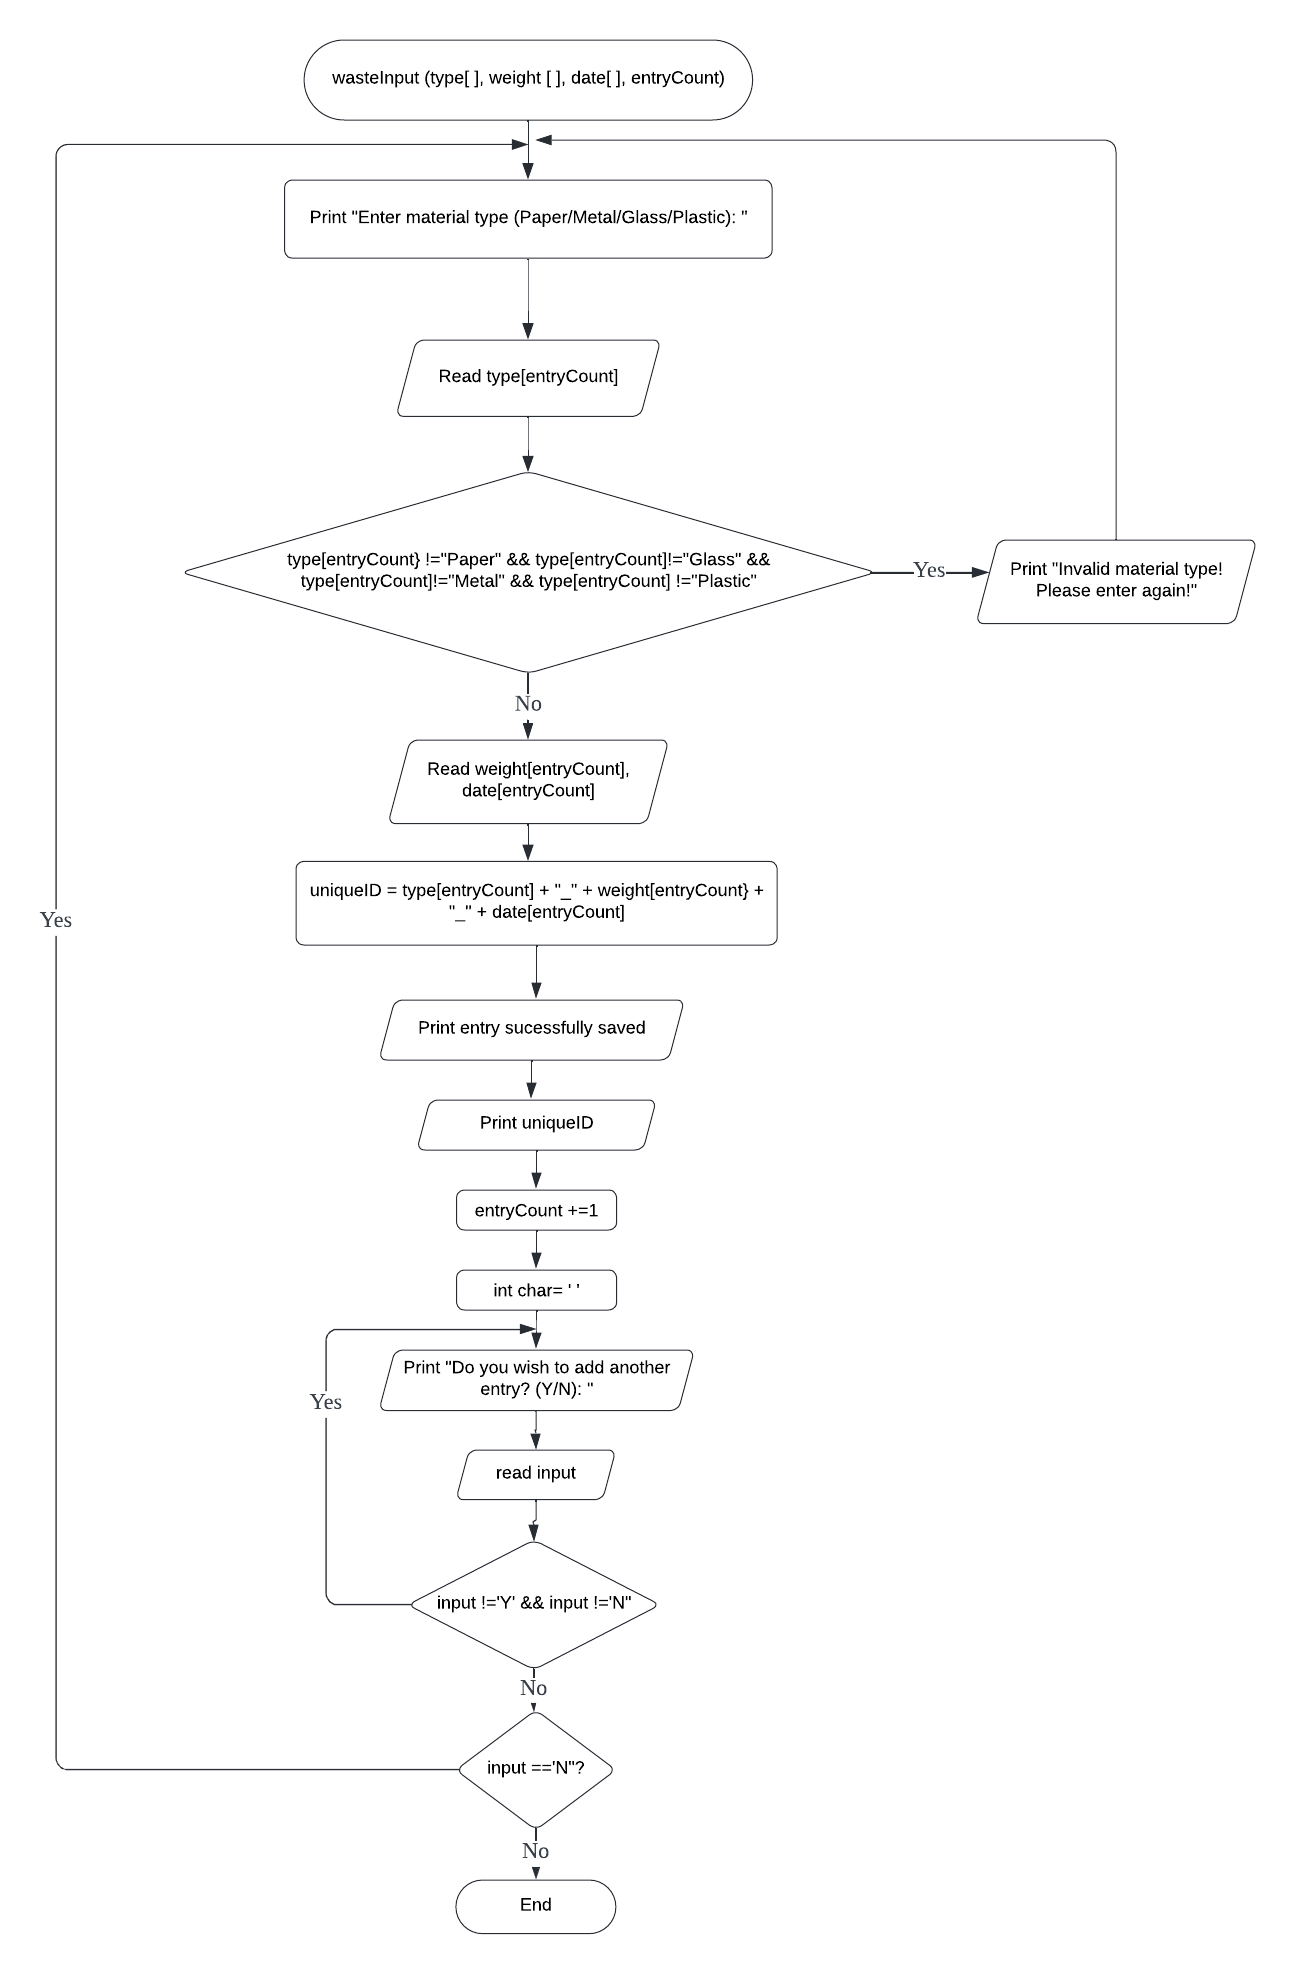 wasteInput (type[ ], weight [ ], date[ ], entryCount)
Print "Enter material type (Paper/Metal/Glass/Plastic): "
Read type[entryCount]
type[entryCount} !="Paper" && type[entryCount]!="Glass" &&
type[entryCount]!="Metal" && type[entryCount] !="Plastic"
Yes
Print "Invalid material type!
Please enter again!"
No
Read weight[entryCount],
date[entryCount]
uniqueID = type[entryCount] + "_" + weight[entryCount} +
"_" + date[entryCount]
Yes
Print entry sucessfully saved
Print uniqueID
entryCount +=1
int char= ' '
Print "Do you wish to add another
entry? (Y/N): "
Yes
read input
input !='Y' && input !='N"
No
input =='N"?
No
End